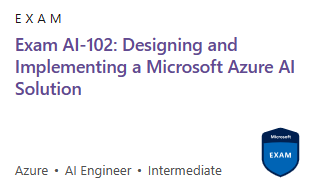 EXAM
Exam AI-102: Designing and
Implementing a Microsoft Azure AI
Solution
Microsoft
EXAM
Azure • AI Engineer • Intermediate